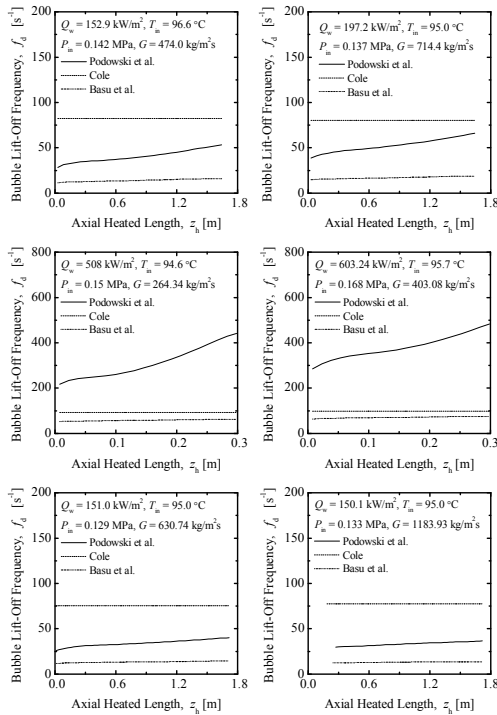 Q_w = 152.9 kW/m², T_in = 96.6 °C
P_in = 0.142 MPa, G = 474.0 kg/m²s
Podowski et al.
Cole
Basu et al.
200
150
100
50
0
0.0 0.6 1.2 1.8
Axial Heated Length, z_h [m]
Bubble Lift-Off Frequency, f_d [s⁻¹]
Q_w = 197.2 kW/m², T_in = 95.0 °C
P_in = 0.137 MPa, G = 714.4 kg/m²s
Podowski et al.
Cole
Basu et al.
200
150
100
50
0
0.0 0.6 1.2 1.8
Axial Heated Length, z_h [m]
Bubble Lift-Off Frequency, f_d [s⁻¹]
Q_w = 508 kW/m², T_in = 94.6 °C
P_in = 0.15 MPa, G = 264.34 kg/m²s
Podowski et al.
Cole
Basu et al.
800
600
400
200
0
0.0 0.1 0.2 0.3
Axial Heated Length, z_h [m]
Bubble Lift-Off Frequency, f_d [s⁻¹]
Q_w = 603.24 kW/m², T_in = 95.7 °C
P_in = 0.168 MPa, G = 403.08 kg/m²s
Podowski et al.
Cole
Basu et al.
800
600
400
200
0
0.0 0.1 0.2 0.3
Axial Heated Length, z_h [m]
Bubble Lift-Off Frequency, f_d [s⁻¹]
Q_w = 151.0 kW/m², T_in = 95.0 °C
P_in = 0.129 MPa, G = 630.74 kg/m²s
Podowski et al.
Cole
Basu et al.
200
150
100
50
0
0.0 0.6 1.2 1.8
Axial Heated Length, z_h [m]
Bubble Lift-Off Frequency, f_d [s⁻¹]
Q_w = 150.1 kW/m², T_in = 95.0 °C
P_in = 0.133 MPa, G = 1183.93 kg/m²s
Podowski et al.
Cole
Basu et al.
200
150
100
50
0
0.0 0.6 1.2 1.8
Axial Heated Length, z_h [m]
Bubble Lift-Off Frequency, f_d [s⁻¹]